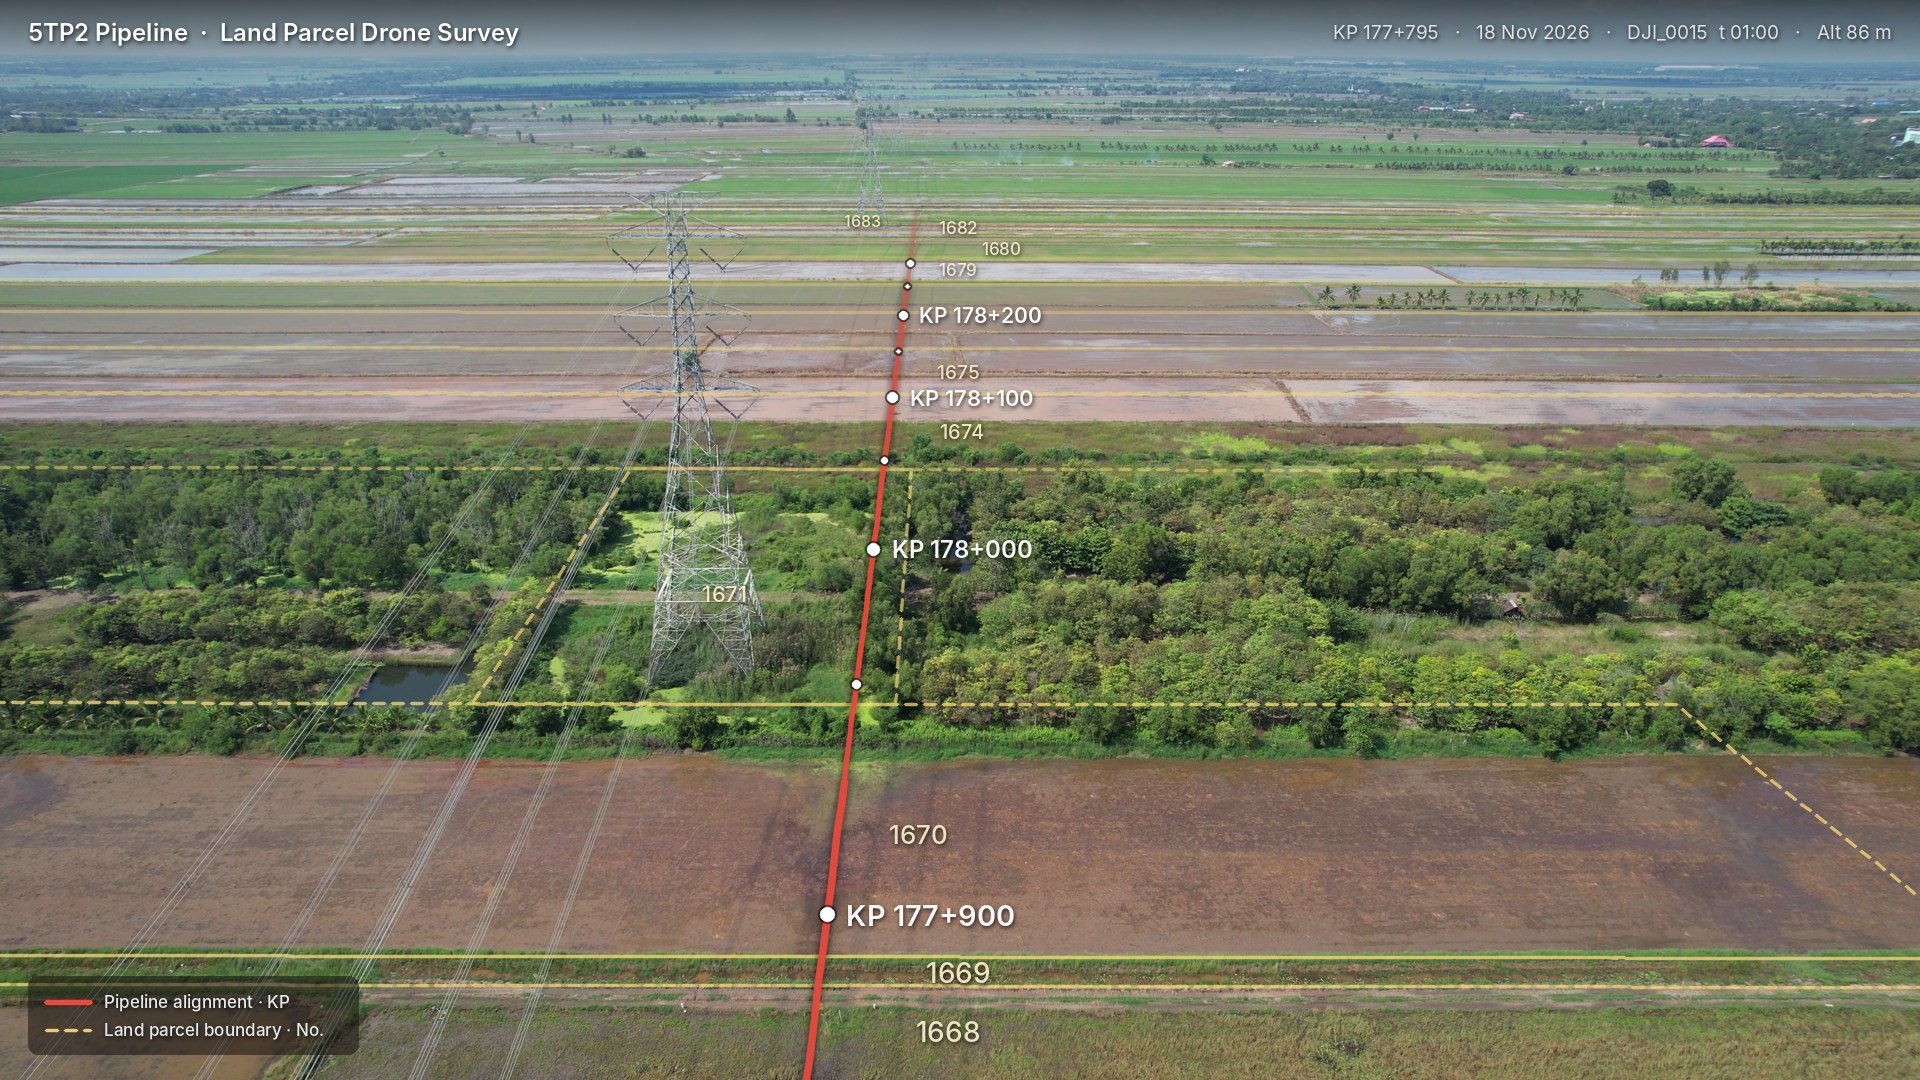 5TP2 Pipeline · Land Parcel Drone Survey
KP 177+795 · 18 Nov 2026 · DJI_0015 t 01:00 · Alt 86 m
1683
1682
1680
1679
KP 178+200
1675
KP 178+100
1674
KP 178+000
1671
1670
KP 177+900
1669
1668
Pipeline alignment · KP
Land parcel boundary · No.